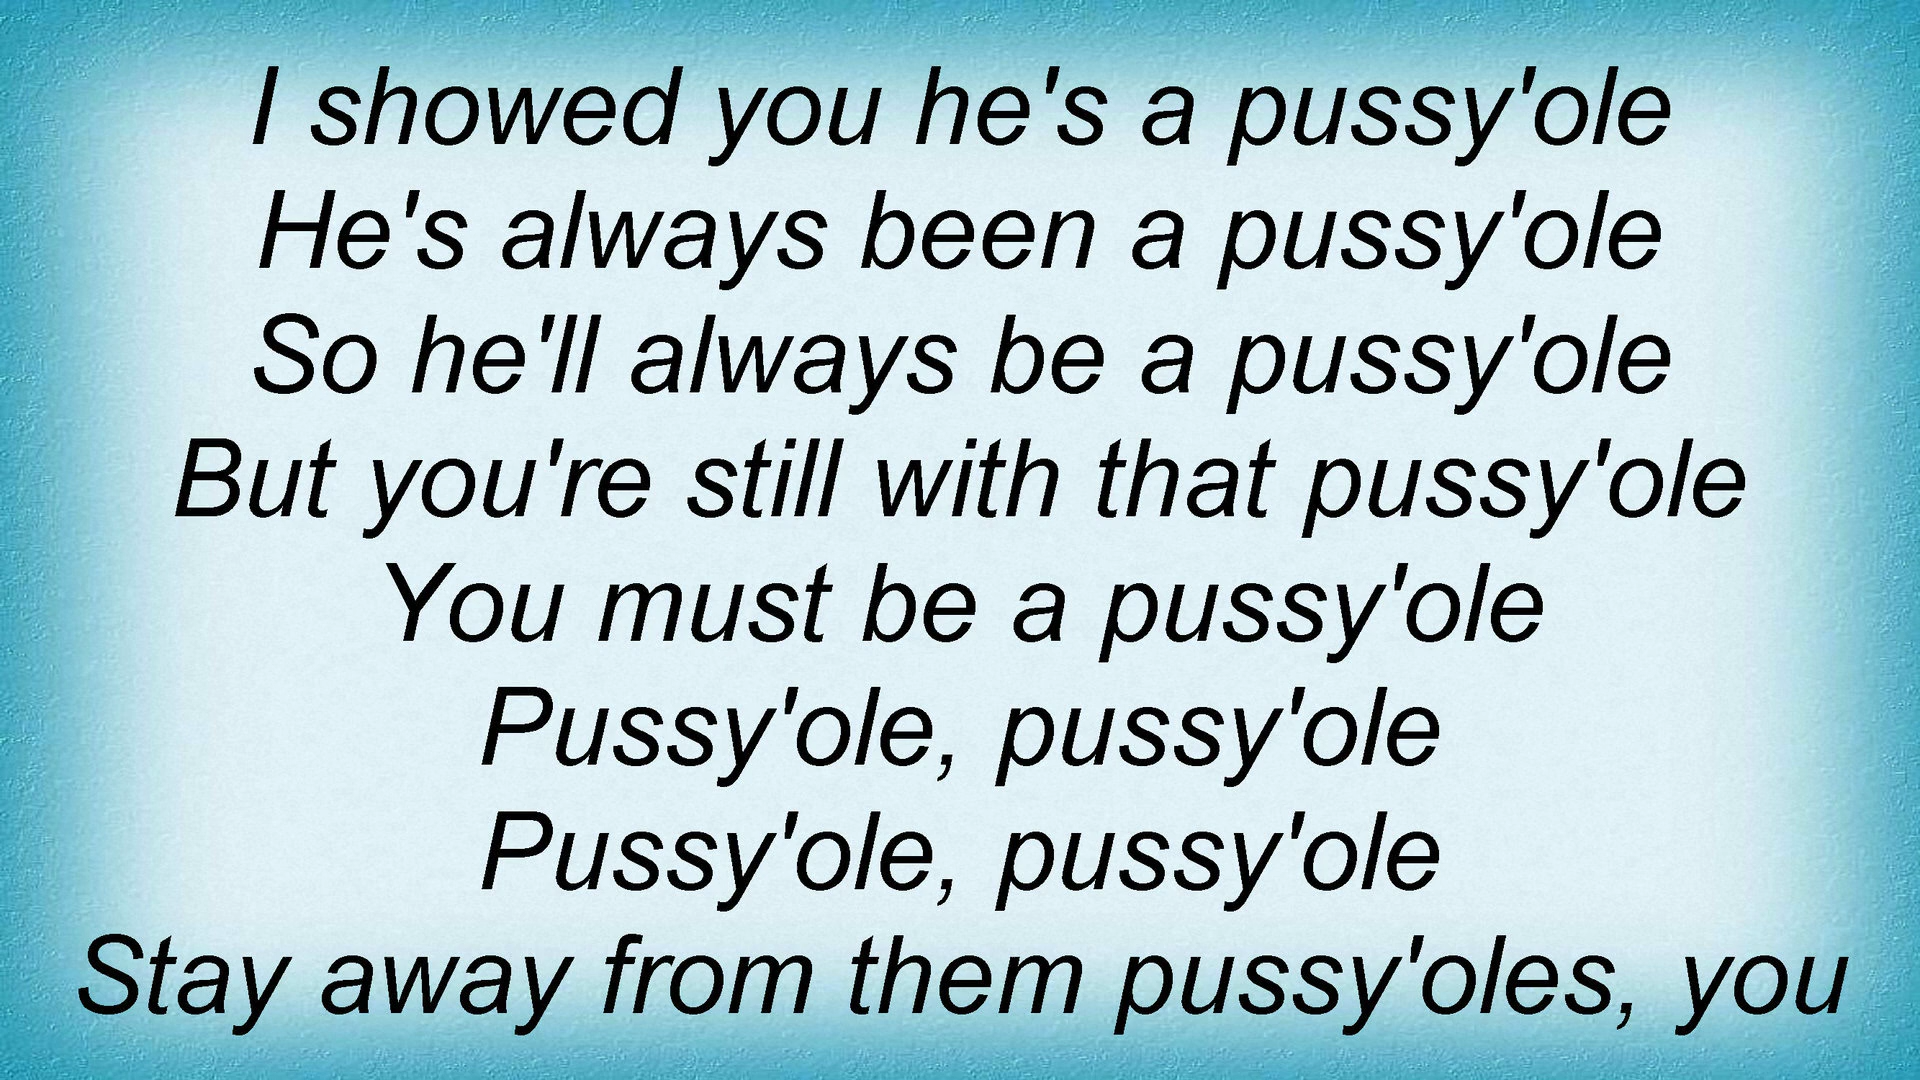 I showed you he's a pussy'ole
He's always been a pussy'ole
So he'll always be a pussy'ole
But you're still with that pussy'ole
You must be a pussy'ole
Pussy'ole, pussy'ole
Pussy'ole, pussy'ole
Stay away from them pussy'oles, you